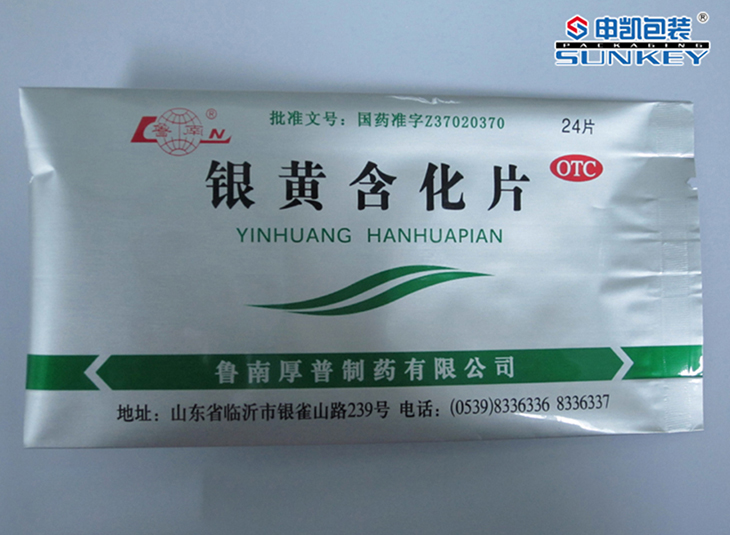 申凯包装®
PACKAGING
SUNKEY
鲁南®
N
批准文号：国药准字Z37020370
24片
银黄含化片
OTC
YINHUANG HANHUAPIAN
鲁南厚普制药有限公司
地址：山东省临沂市银雀山路239号 电话：(0539)8336336 8336337